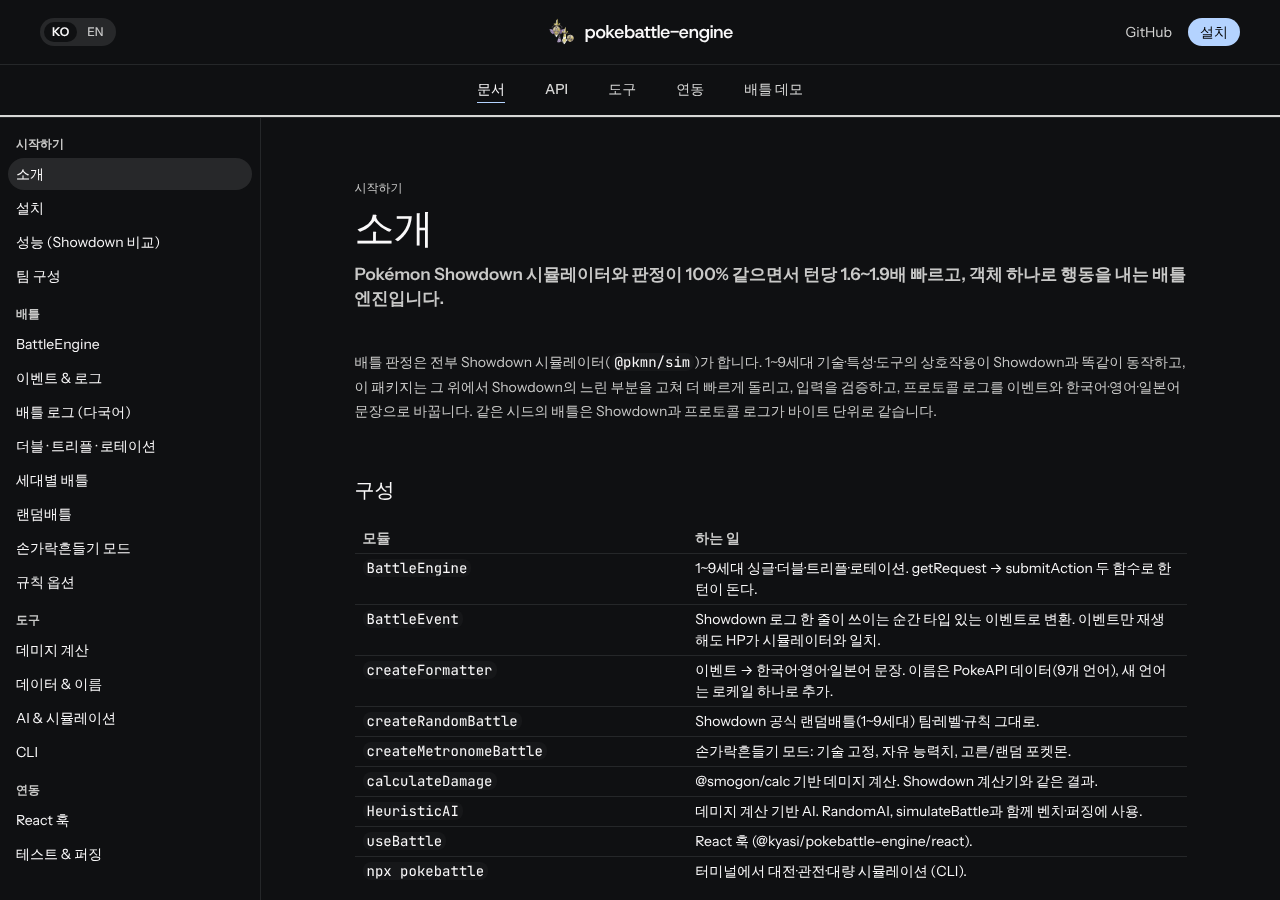 KO EN
pokebattle-engine
GitHub 설치
문서 API 도구 연동 배틀 데모
시작하기
소개
설치
성능 (Showdown 비교)
팀 구성
배틀
BattleEngine
이벤트 & 로그
배틀 로그 (다국어)
더블·트리플·로테이션
세대별 배틀
랜덤배틀
손가락흔들기 모드
규칙 옵션
도구
데미지 계산
데이터 & 이름
AI & 시뮬레이션
CLI
연동
React 훅
테스트 & 퍼징
시작하기
소개
Pokémon Showdown 시뮬레이터와 판정이 100% 같으면서 턴당 1.6~1.9배 빠르고, 객체 하나로 행동을 내는 배틀
엔진입니다.
배틀 판정은 전부 Showdown 시뮬레이터( @pkmn/sim )가 합니다. 1~9세대 기술·특성·도구의 상호작용이 Showdown과 똑같이 동작하고,
이 패키지는 그 위에서 Showdown의 느린 부분을 고쳐 더 빠르게 돌리고, 입력을 검증하고, 프로토콜 로그를 이벤트와 한국어·영어·일본어
문장으로 바꿉니다. 같은 시드의 배틀은 Showdown과 프로토콜 로그가 바이트 단위로 같습니다.
구성
모듈 하는 일
BattleEngine 1~9세대 싱글·더블·트리플·로테이션. getRequest → submitAction 두 함수로 한
턴이 돈다.
BattleEvent Showdown 로그 한 줄이 쓰이는 순간 타입 있는 이벤트로 변환. 이벤트만 재생
해도 HP가 시뮬레이터와 일치.
createFormatter 이벤트 → 한국어·영어·일본어 문장. 이름은 PokeAPI 데이터(9개 언어), 새 언어
는 로케일 하나로 추가.
createRandomBattle Showdown 공식 랜덤배틀(1~9세대) 팀·레벨·규칙 그대로.
createMetronomeBattle 손가락흔들기 모드: 기술 고정, 자유 능력치, 고른/랜덤 포켓몬.
calculateDamage @smogon/calc 기반 데미지 계산. Showdown 계산기와 같은 결과.
HeuristicAI 데미지 계산 기반 AI. RandomAI, simulateBattle과 함께 벤치·퍼징에 사용.
useBattle React 훅 (@kyasi/pokebattle-engine/react).
npx pokebattle 터미널에서 대전·관전·대량 시뮬레이션 (CLI).